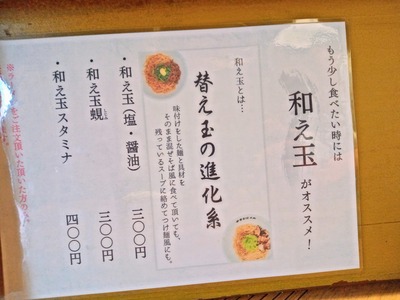 もう少し食べたい時には
和え玉がオススメ！
和え玉とは…
替え玉の進化系
味付けをした麺と具材を
そのまま混ぜそば風に食べて頂いても、
残っているスープに絡めてつけ麺風にも。
・和え玉（塩・醤油） 三〇〇円
・和え玉蜆 三〇〇円
・和え玉スタミナ 四〇〇円